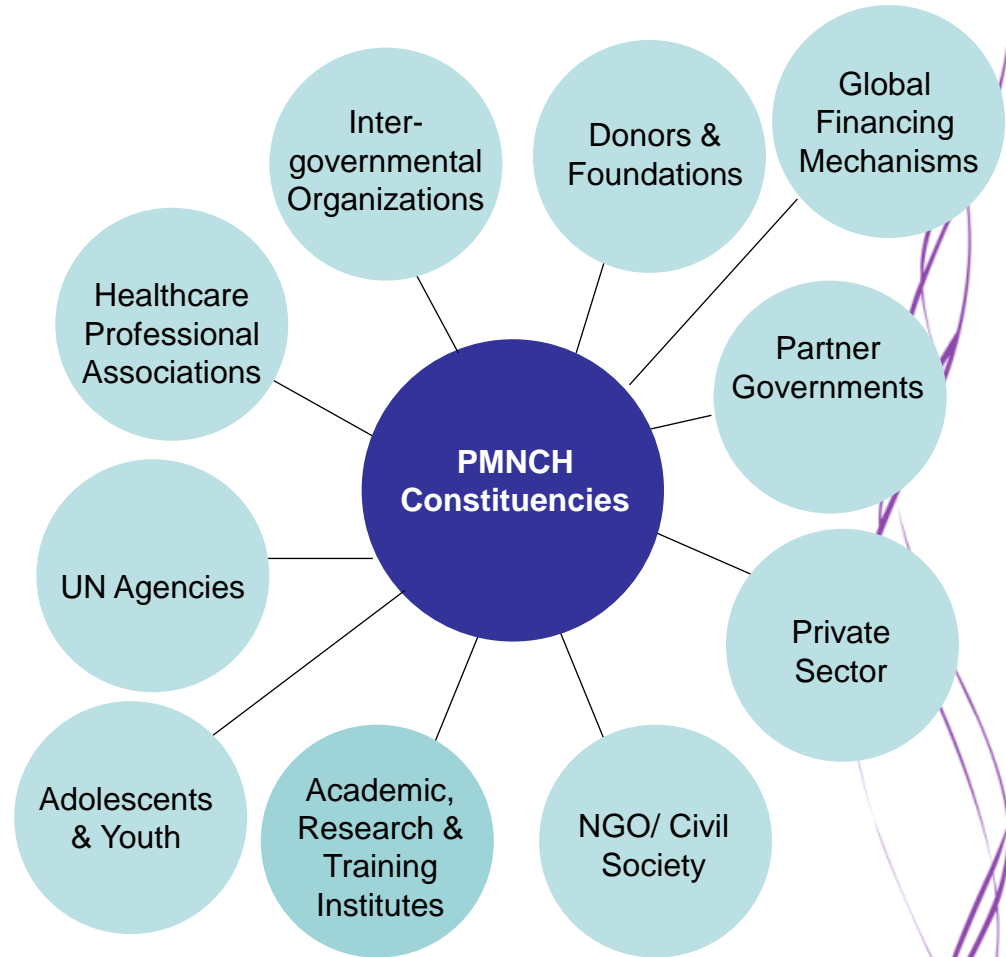 Inter-
governmental
Organizations
Donors &
Foundations
Global
Financing
Mechanisms
Healthcare
Professional
Associations
Partner
Governments
PMNCH
Constituencies
UN Agencies
Private
Sector
Adolescents
& Youth
Academic,
Research &
Training
Institutes
NGO/ Civil
Society